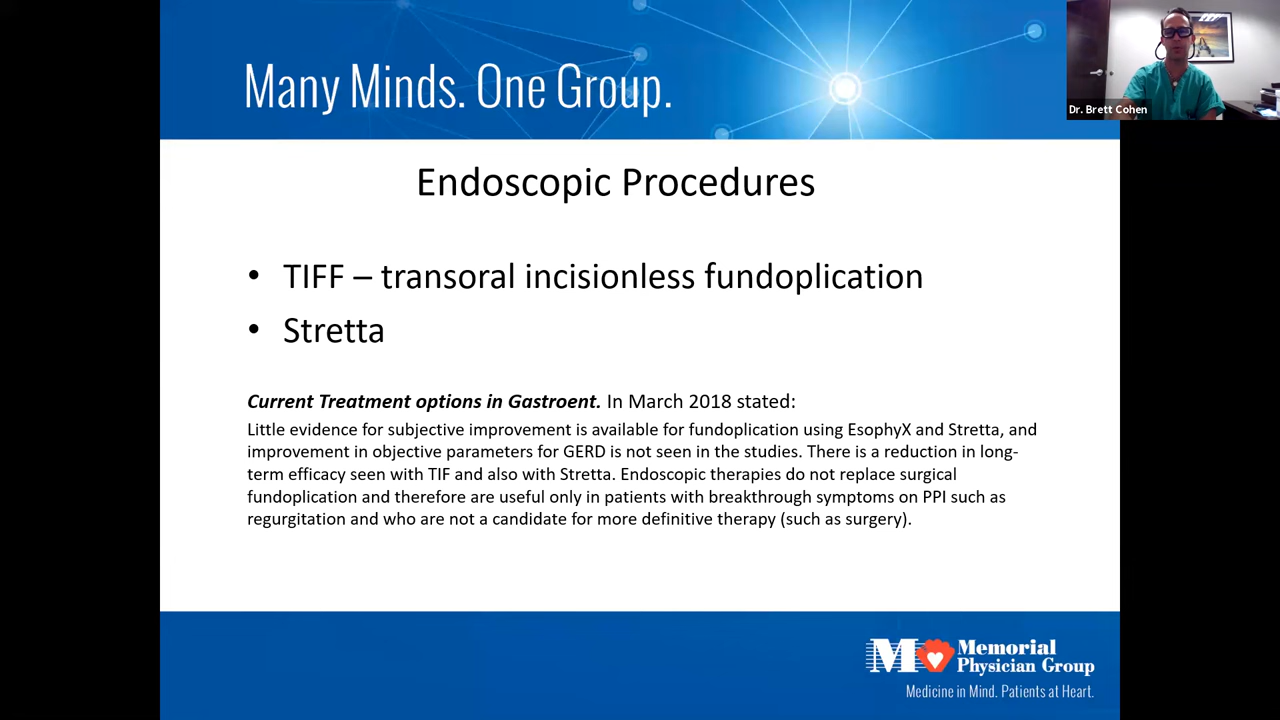 Many Minds. One Group.
Dr. Brett Cohen
Endoscopic Procedures
• TIFF – transoral incisionless fundoplication
• Stretta
Current Treatment options in Gastroent. In March 2018 stated:
Little evidence for subjective improvement is available for fundoplication using EsophyX and Stretta, and
improvement in objective parameters for GERD is not seen in the studies. There is a reduction in long-
term efficacy seen with TIF and also with Stretta. Endoscopic therapies do not replace surgical
fundoplication and therefore are useful only in patients with breakthrough symptoms on PPI such as
regurgitation and who are not a candidate for more definitive therapy (such as surgery).
M Memorial
Physician Group
Medicine in Mind. Patients at Heart.